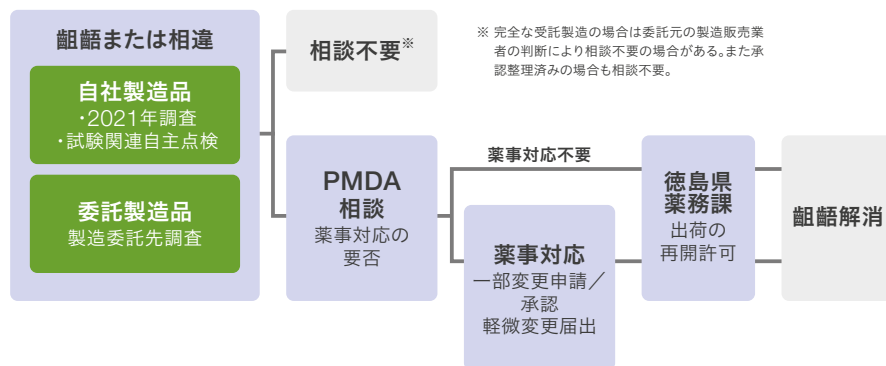 齟齬または相違
自社製造品
・2021年調査
・試験関連自主点検
委託製造品
製造委託先調査
相談不要※
※ 完全な受託製造の場合は委託元の製造販売業
者の判断により相談不要の場合がある。また承
認整理済みの場合も相談不要。
PMDA
相談
薬事対応の
要否
薬事対応不要
薬事対応
一部変更申請／
承認
軽微変更届出
徳島県
薬務課
出荷の
再開許可
齟齬解消